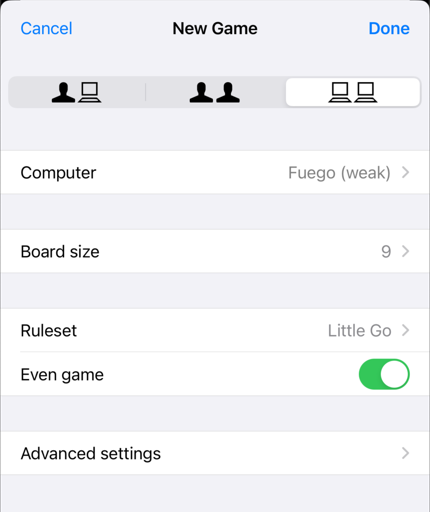 Cancel New Game Done
Computer Fuego (weak)
Board size 9
Ruleset Little Go
Even game
Advanced settings